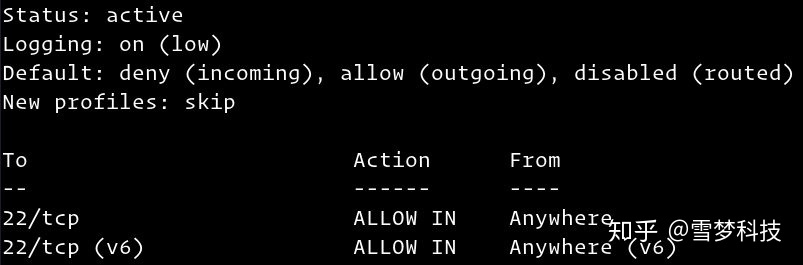 Status: active
Logging: on (low)
Default: deny (incoming), allow (outgoing), disabled (routed)
New profiles: skip
To Action From
-- ------ ----
22/tcp ALLOW IN Anywhere
22/tcp (v6) ALLOW IN Anywhere (v6)
知乎 @雪梦科技